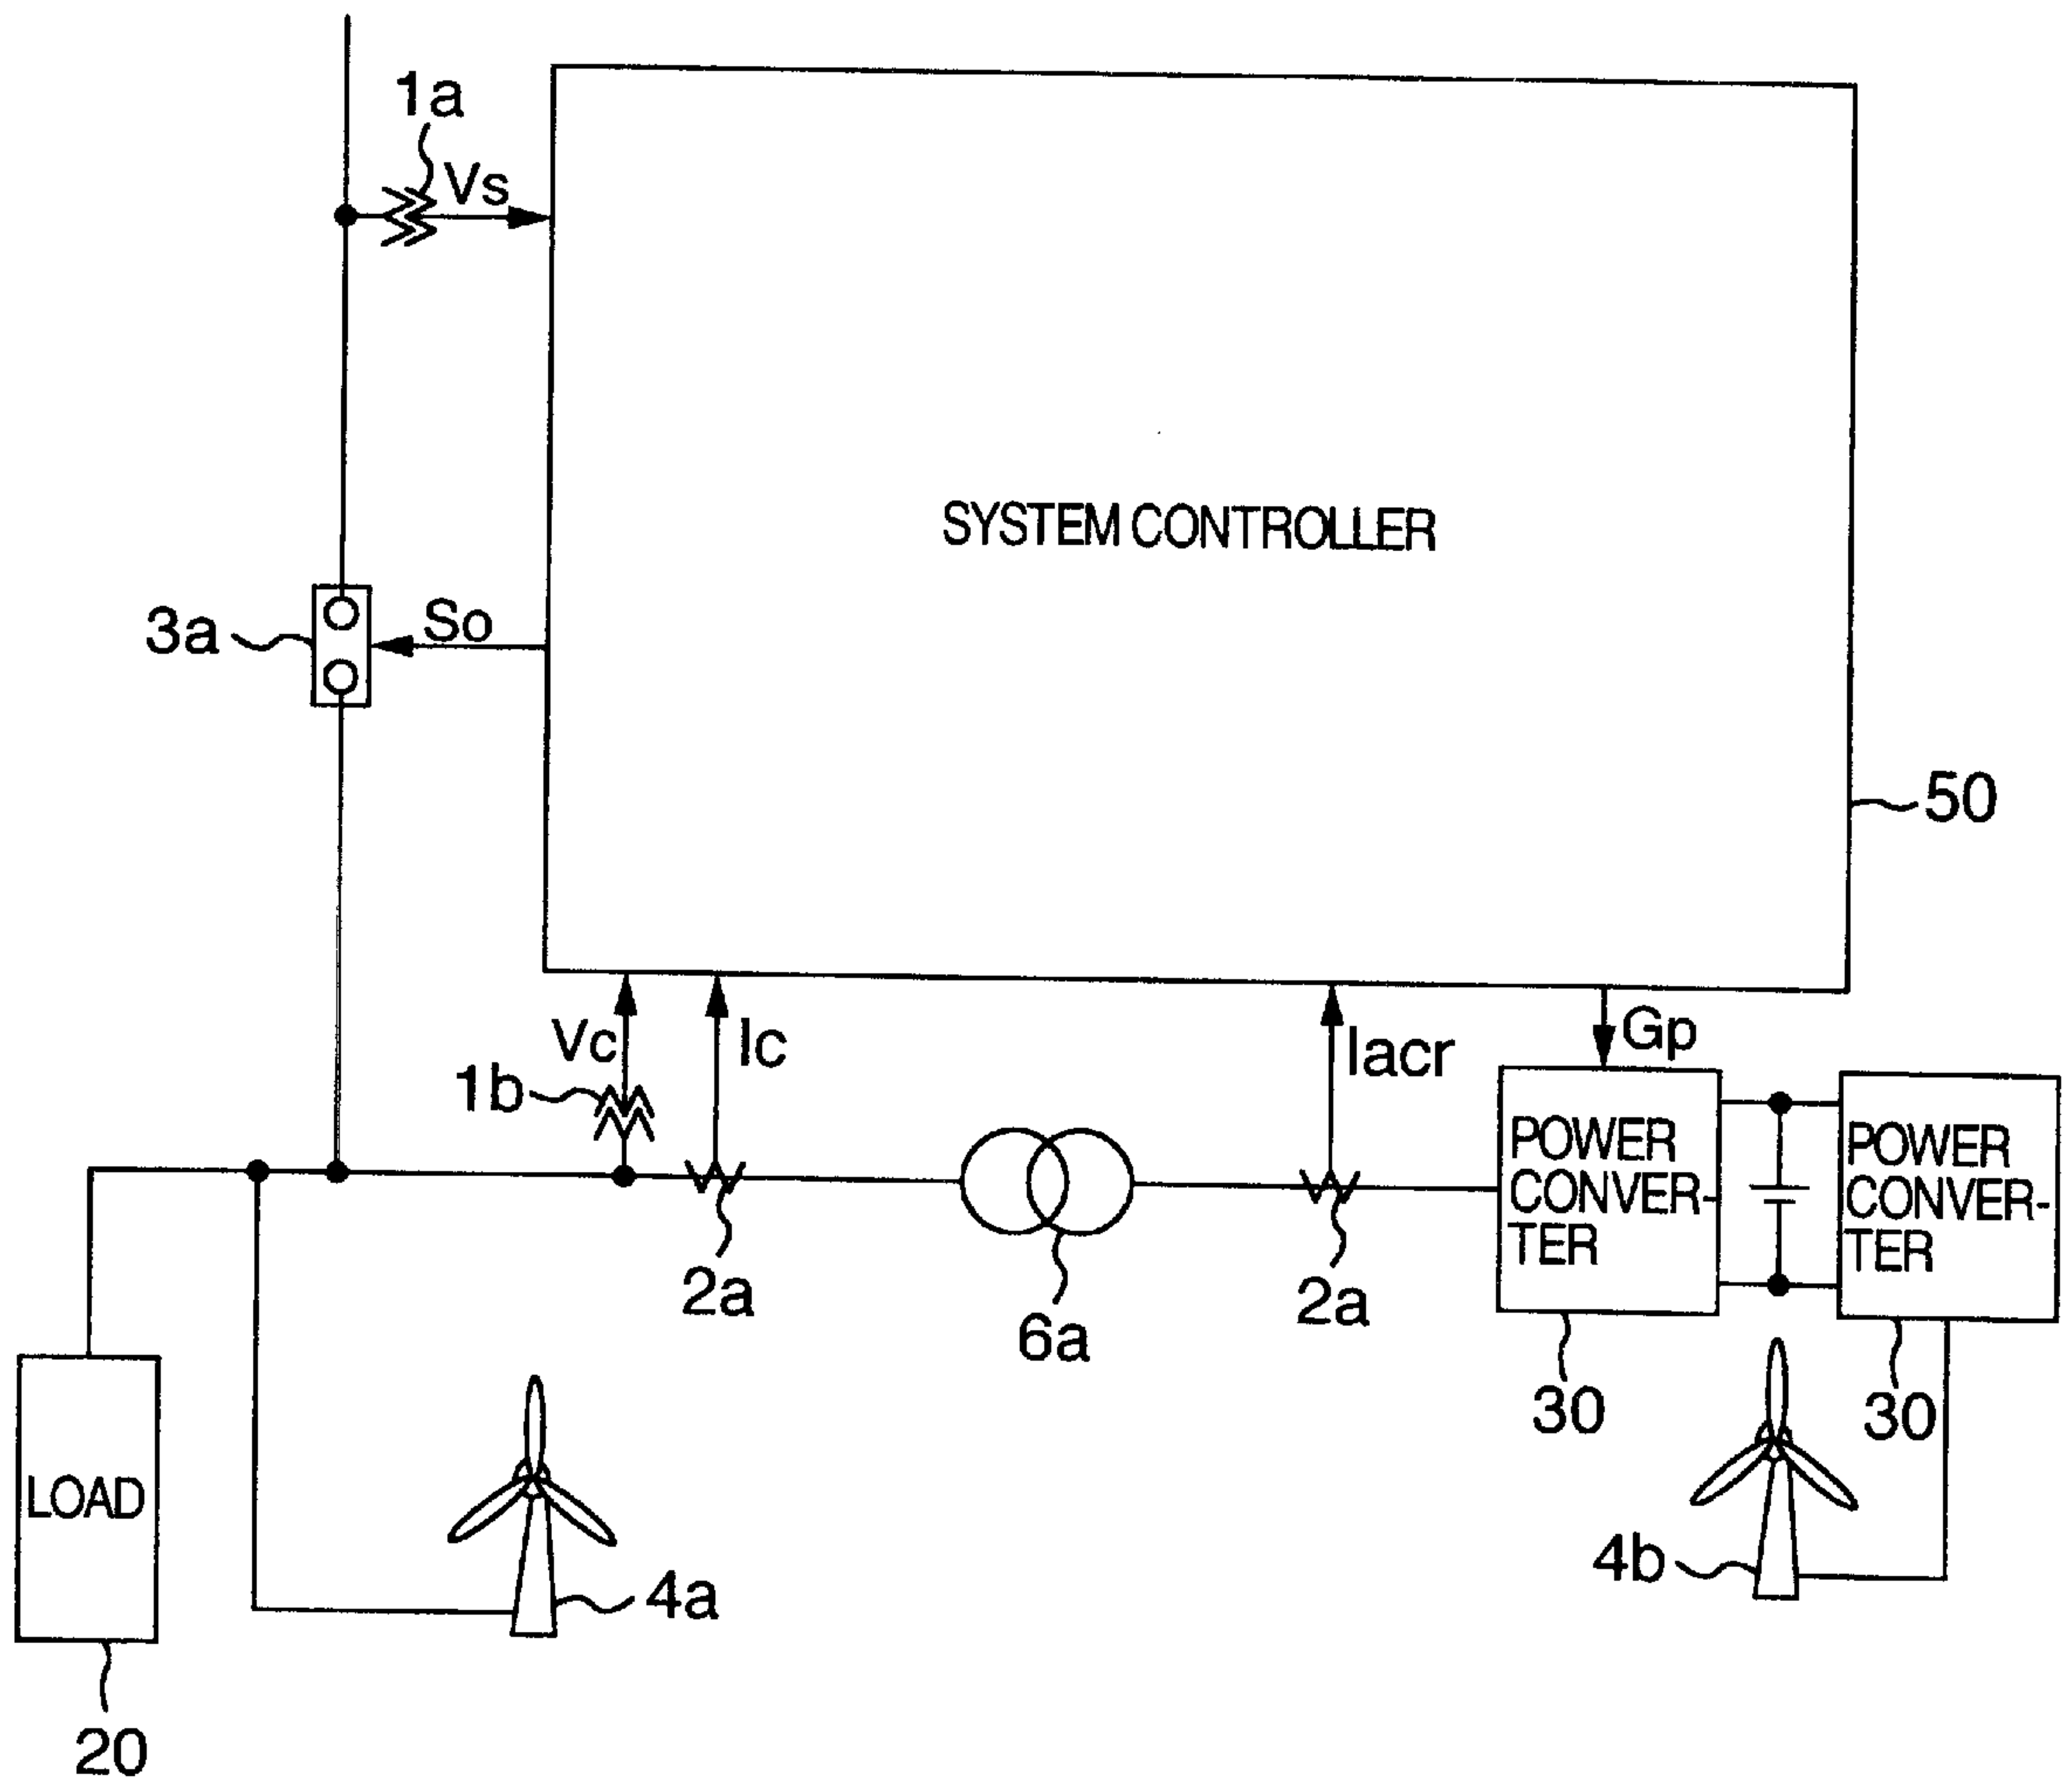 1a
Vs
SYSTEM CONTROLLER
3a
So
50
Vc
Ic
Iacr
Gp
1b
POWER
CONVER-
TER
POWER
CONVER-
TER
2a
6a
2a
30
30
LOAD
4a
4b
20